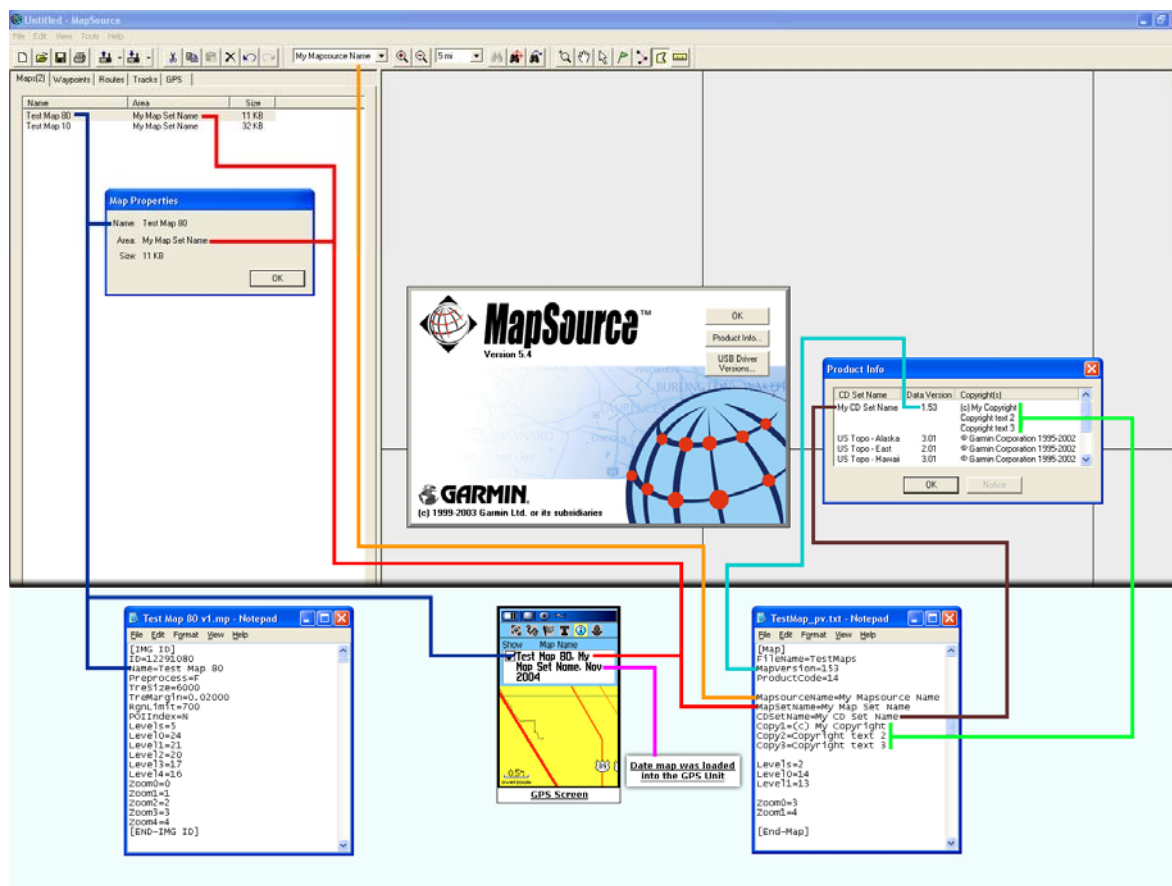 Untitled - MapSource
File Edit View Tools Help
My Mapsource Name
5 mi
Maps(2) Waypoints Routes Tracks GPS
Name Area Size
Test Map 80 My Map Set Name 11 KB
Test Map 10 My Map Set Name 32 KB
Map Properties
Name: Test Map 80
Area: My Map Set Name
Size: 11 KB
OK
MapSource™
Version 5.4
OK
Product Info...
USB Driver
Versions...
GARMIN.
(c) 1999-2003 Garmin Ltd. or its subsidiaries
Product Info
CD Set Name Data Version Copyright(s)
My CD Set Name 1.53 (c) My Copyright
Copyright text 2
Copyright text 3
US Topo - Alaska 3.01 © Garmin Corporation 1995-2002
US Topo - East 2.01 © Garmin Corporation 1995-2002
US Topo - Hawaii 3.01 © Garmin Corporation 1995-2002
OK Notice
Test Map 80 v1.mp - Notepad
File Edit Format View Help
[IMG ID]
ID=12291080
Name=Test Map 80
Preprocess=F
TreSize=6000
TreMargin=0.02000
RgnLimit=700
POIIndex=N
Levels=5
Level0=24
Level1=21
Level2=20
Level3=17
Level4=16
Zoom0=0
Zoom1=1
Zoom2=2
Zoom3=3
Zoom4=4
[END-IMG ID]
Show Map Name
Test Map 80, My
Map Set Name, Nov
2004
overzoom
GPS Screen
Date map was loaded
into the GPS Unit
TestMap_pv.txt - Notepad
File Edit Format View Help
[Map]
FileName=TestMaps
MapVersion=153
ProductCode=14
MapsourceName=My Mapsource Name
MapSetName=My Map Set Name
CDSetName=My CD Set Name
Copy1=(c) My Copyright
Copy2=Copyright text 2
Copy3=Copyright text 3
Levels=2
Level0=14
Level1=13
Zoom0=3
Zoom1=4
[End-Map]